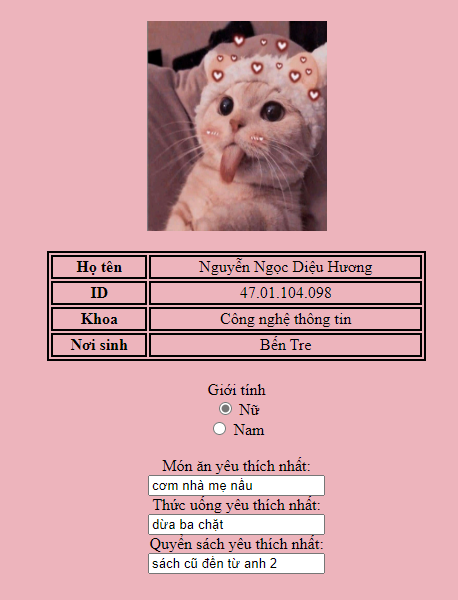 Họ tên Nguyễn Ngọc Diệu Hương
ID 47.01.104.098
Khoa Công nghệ thông tin
Nơi sinh Bến Tre
Giới tính
Nữ
Nam
Món ăn yêu thích nhất:
cơm nhà mẹ nấu
Thức uống yêu thích nhất:
dừa ba chặt
Quyển sách yêu thích nhất:
sách cũ đến từ anh 2